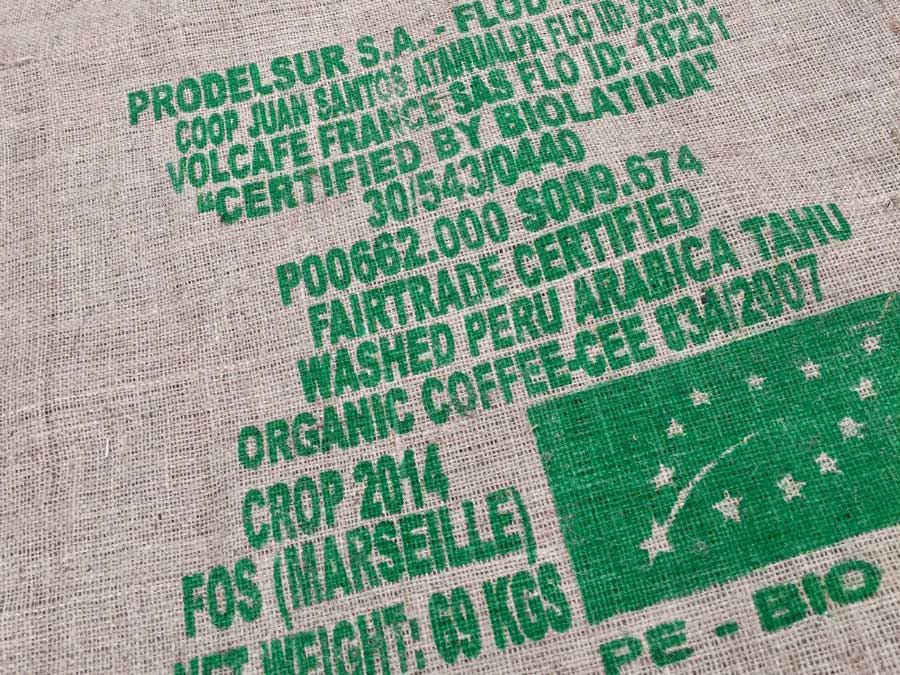 PRODELSUR S.A. - FLO
COOP JUAN SANTOS ATAHUALPA FLO ID:
VOLCAFE FRANCE SAS FLO ID: 18231
"CERTIFIED BY BIOLATINA"
30/543/0440
P00662.000 S009.674
FAIRTRADE CERTIFIED
WASHED PERU ARABICA TAHU
ORGANIC COFFEE-CEE 834/2007
CROP 2014
FOS (MARSEILLE)
NET WEIGHT: 69 KGS
PE - BIO